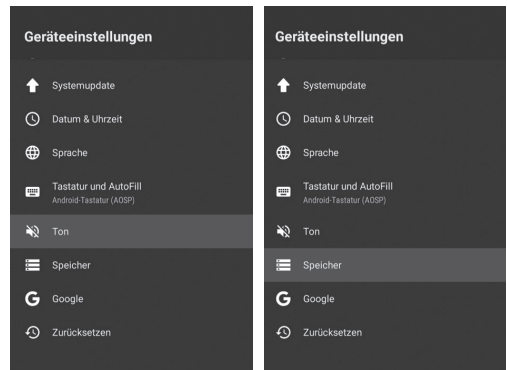 Geräteeinstellungen
Systemupdate
Datum & Uhrzeit
Sprache
Tastatur und AutoFill
Android-Tastatur (AOSP)
Ton
Speicher
Google
Zurücksetzen
Geräteeinstellungen
Systemupdate
Datum & Uhrzeit
Sprache
Tastatur und AutoFill
Android-Tastatur (AOSP)
Ton
Speicher
Google
Zurücksetzen